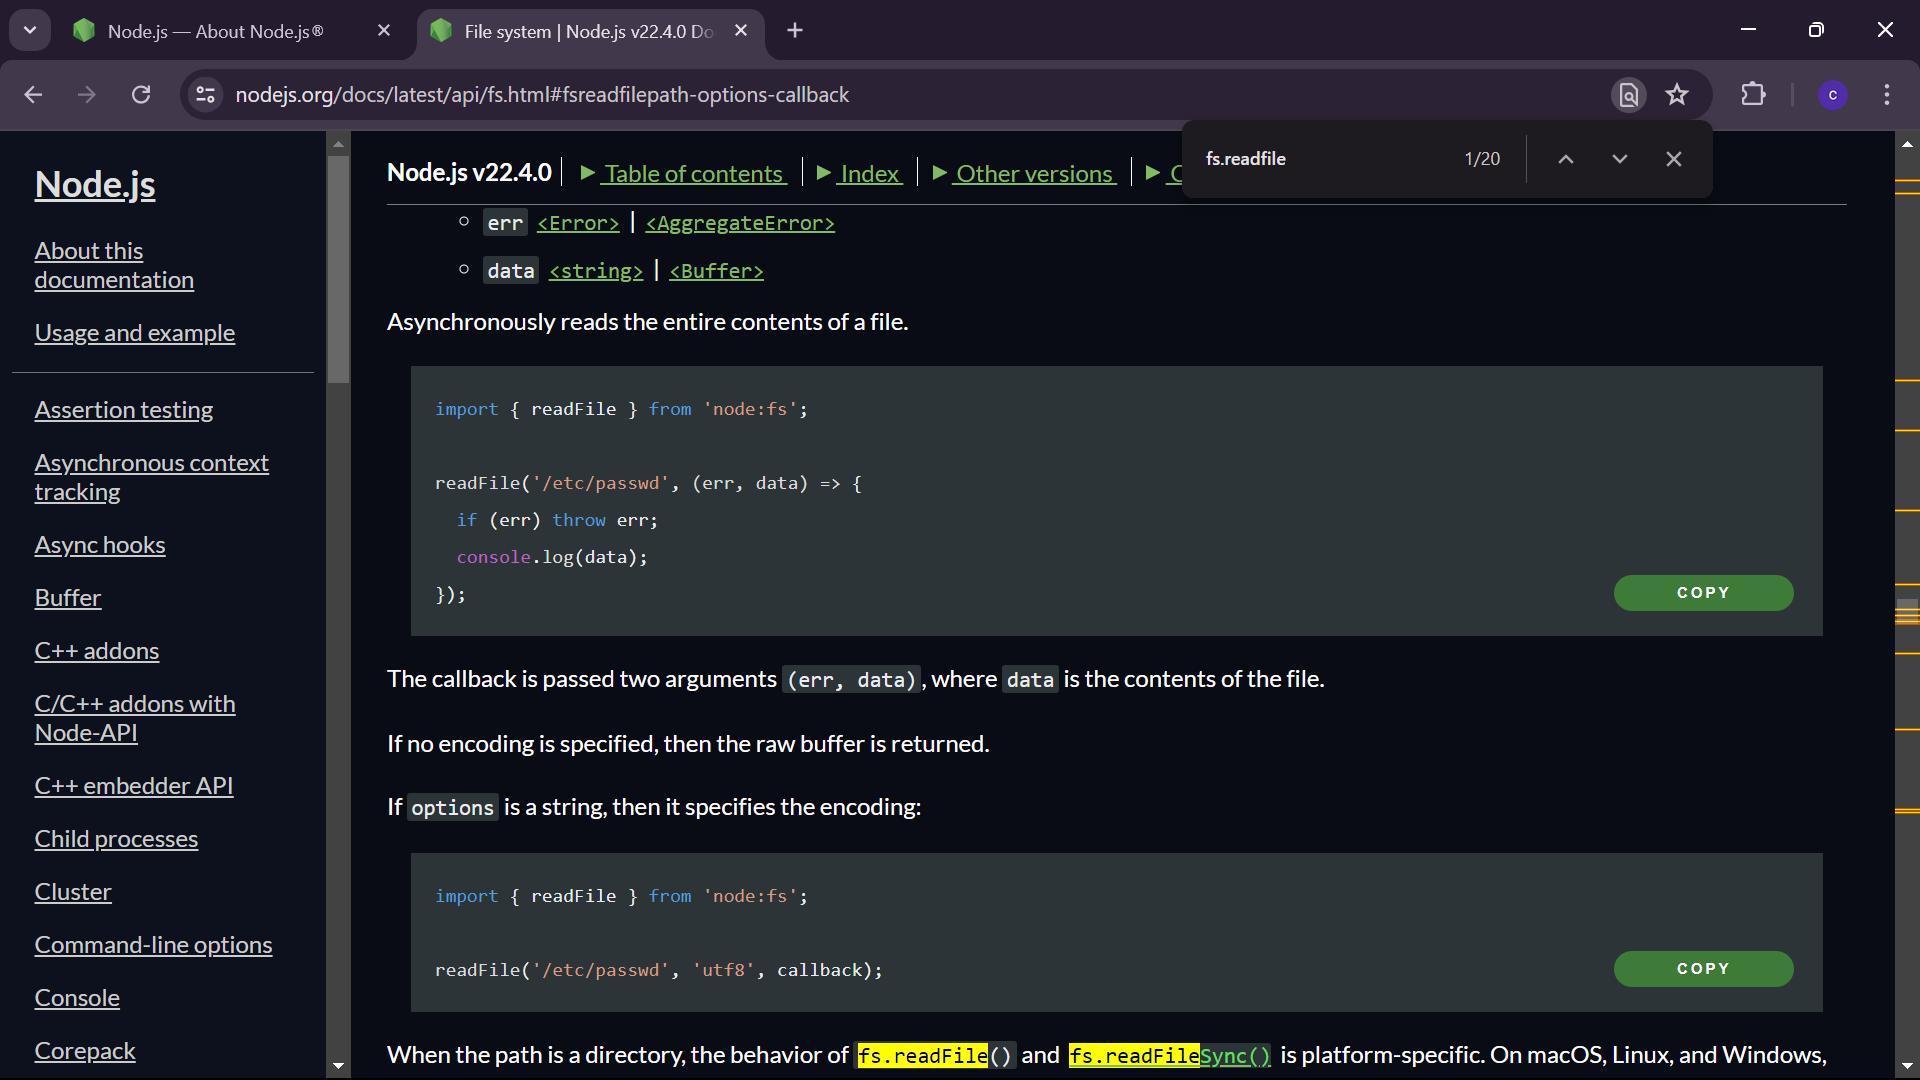 Node.js — About Node.js®
File system | Node.js v22.4.0 Do
nodejs.org/docs/latest/api/fs.html#fsreadfilepath-options-callback
c
fs.readfile
1/20
Node.js
About this
documentation
Usage and example
Assertion testing
Asynchronous context
tracking
Async hooks
Buffer
C++ addons
C/C++ addons with
Node-API
C++ embedder API
Child processes
Cluster
Command-line options
Console
Corepack
Node.js v22.4.0 ▶ Table of contents ▶ Index ▶ Other versions ▶
err <Error> | <AggregateError>
data <string> | <Buffer>
Asynchronously reads the entire contents of a file.
import { readFile } from 'node:fs';
readFile('/etc/passwd', (err, data) => {
if (err) throw err;
console.log(data);
});
COPY
The callback is passed two arguments (err, data), where data is the contents of the file.
If no encoding is specified, then the raw buffer is returned.
If options is a string, then it specifies the encoding:
import { readFile } from 'node:fs';
readFile('/etc/passwd', 'utf8', callback);
COPY
When the path is a directory, the behavior of fs.readFile() and fs.readFileSync() is platform-specific. On macOS, Linux, and Windows,